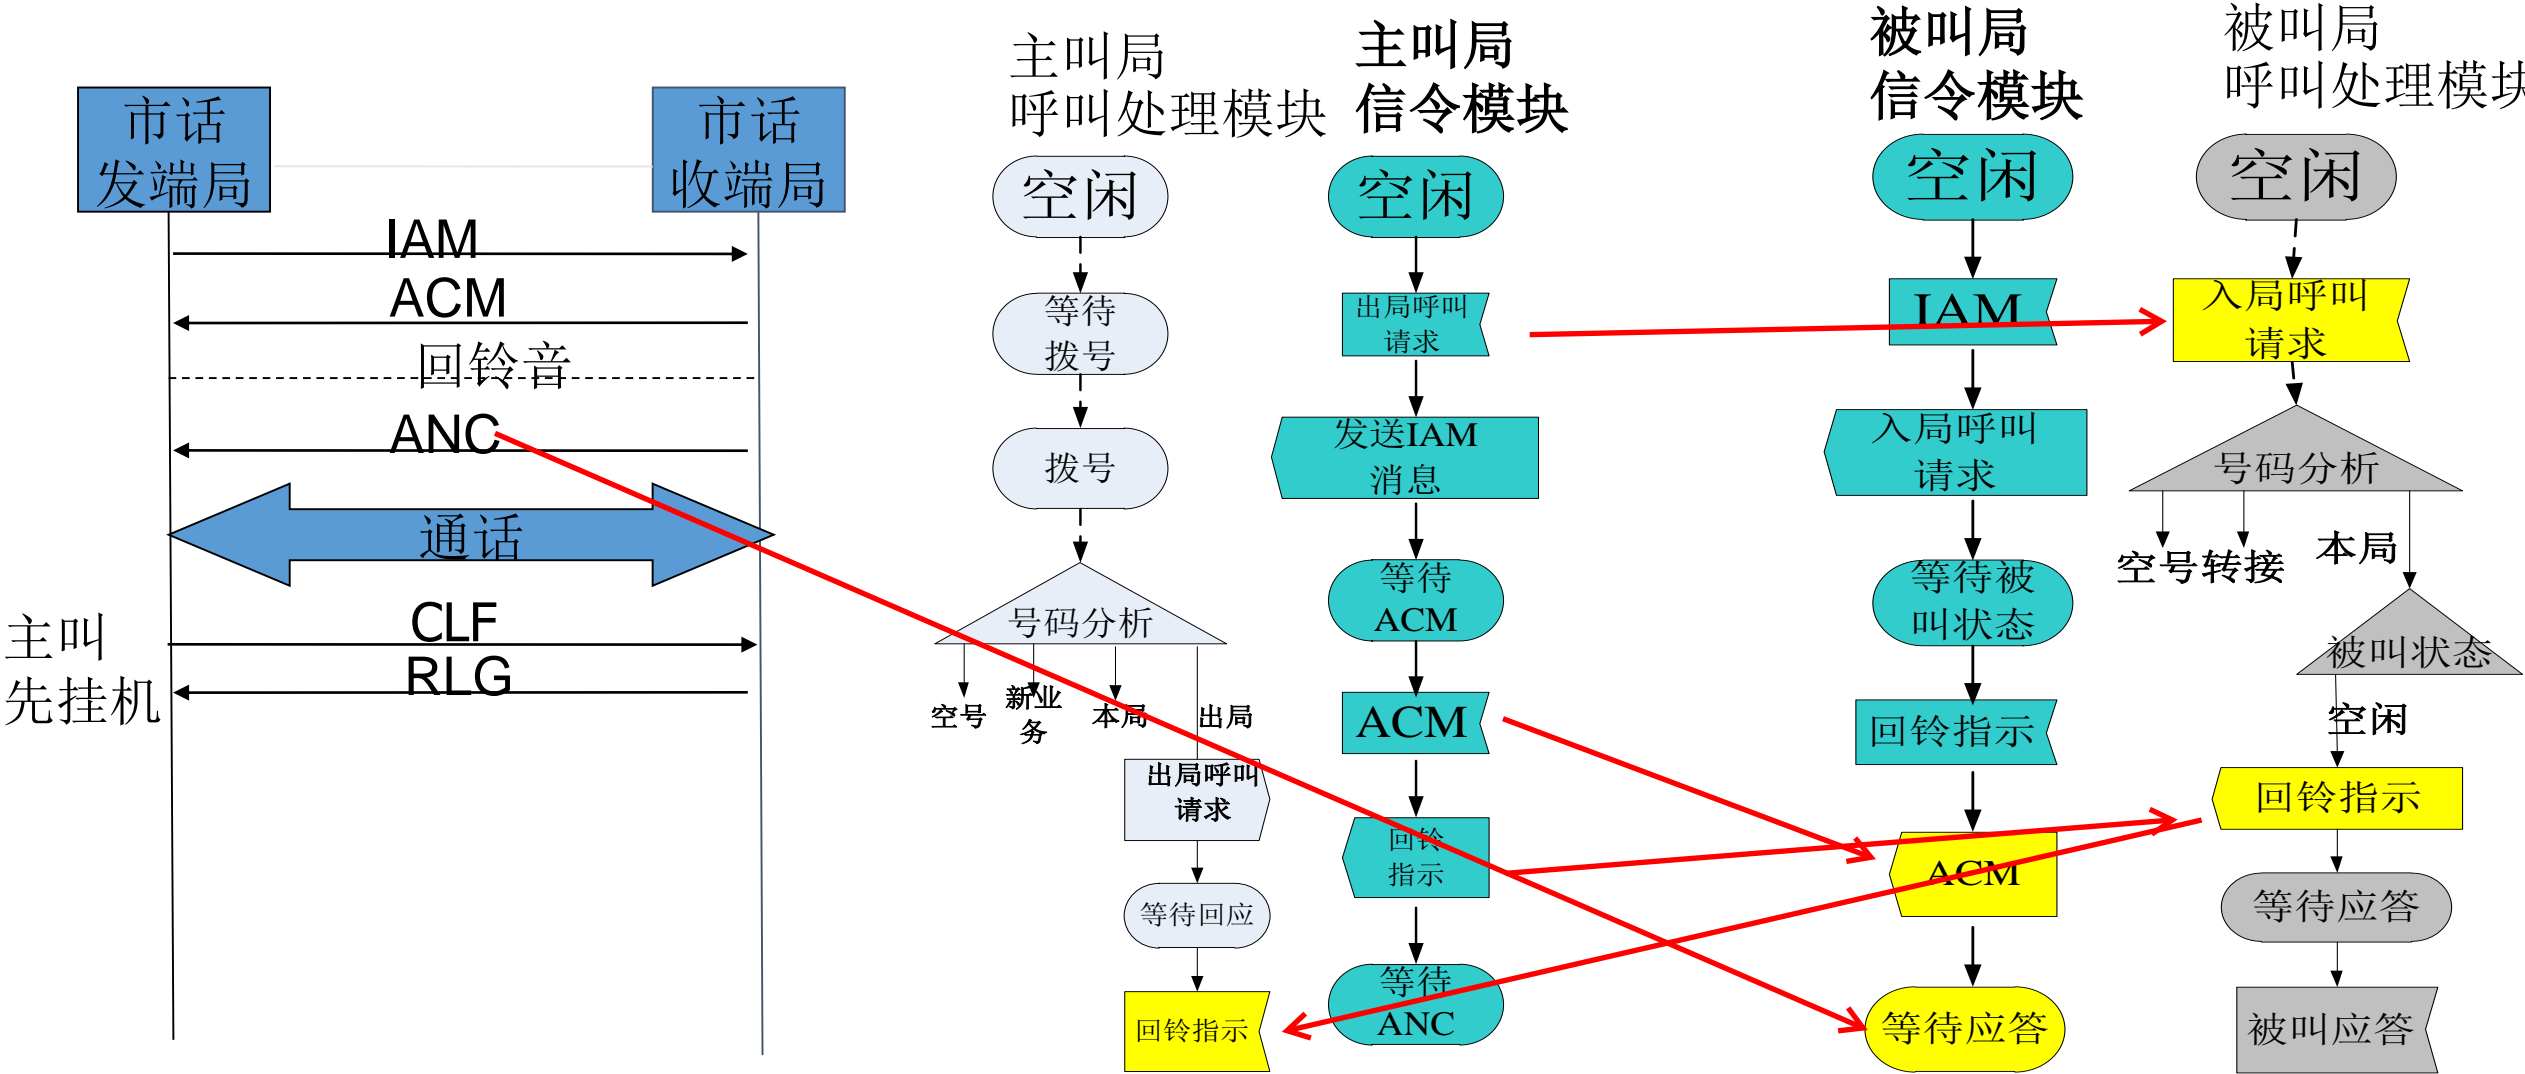 市话
发端局
市话
收端局
IAM
ACM
回铃音
ANC
通话
主叫
先挂机
CLF
RLG
主叫局
呼叫处理模块
空闲
等待
拨号
拨号
号码分析
空号
新业
务
本局
出局
出局呼叫
请求
等待回应
回铃指示
主叫局
信令模块
空闲
出局呼叫
请求
发送IAM
消息
等待
ACM
ACM
回铃
指示
等待
ANC
被叫局
信令模块
空闲
IAM
入局呼叫
请求
等待被
叫状态
回铃指示
ACM
等待应答
被叫局
呼叫处理模块
空闲
入局呼叫
请求
号码分析
空号
转接
本局
被叫状态
空闲
回铃指示
等待应答
被叫应答